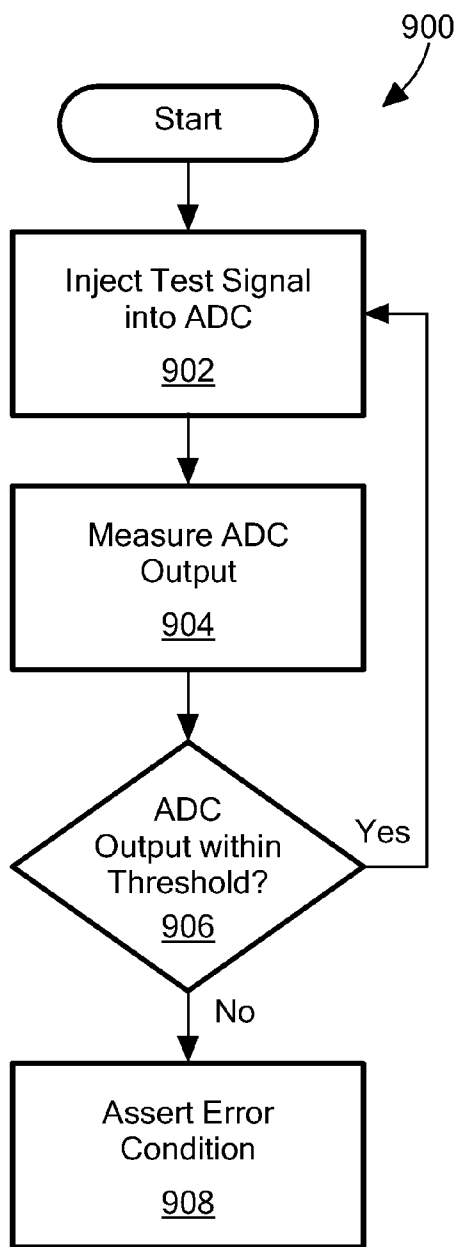 900
Start
Inject Test Signal
into ADC
902
Measure ADC
Output
904
ADC
Output within
Threshold?
906
Yes
No
Assert Error
Condition
908